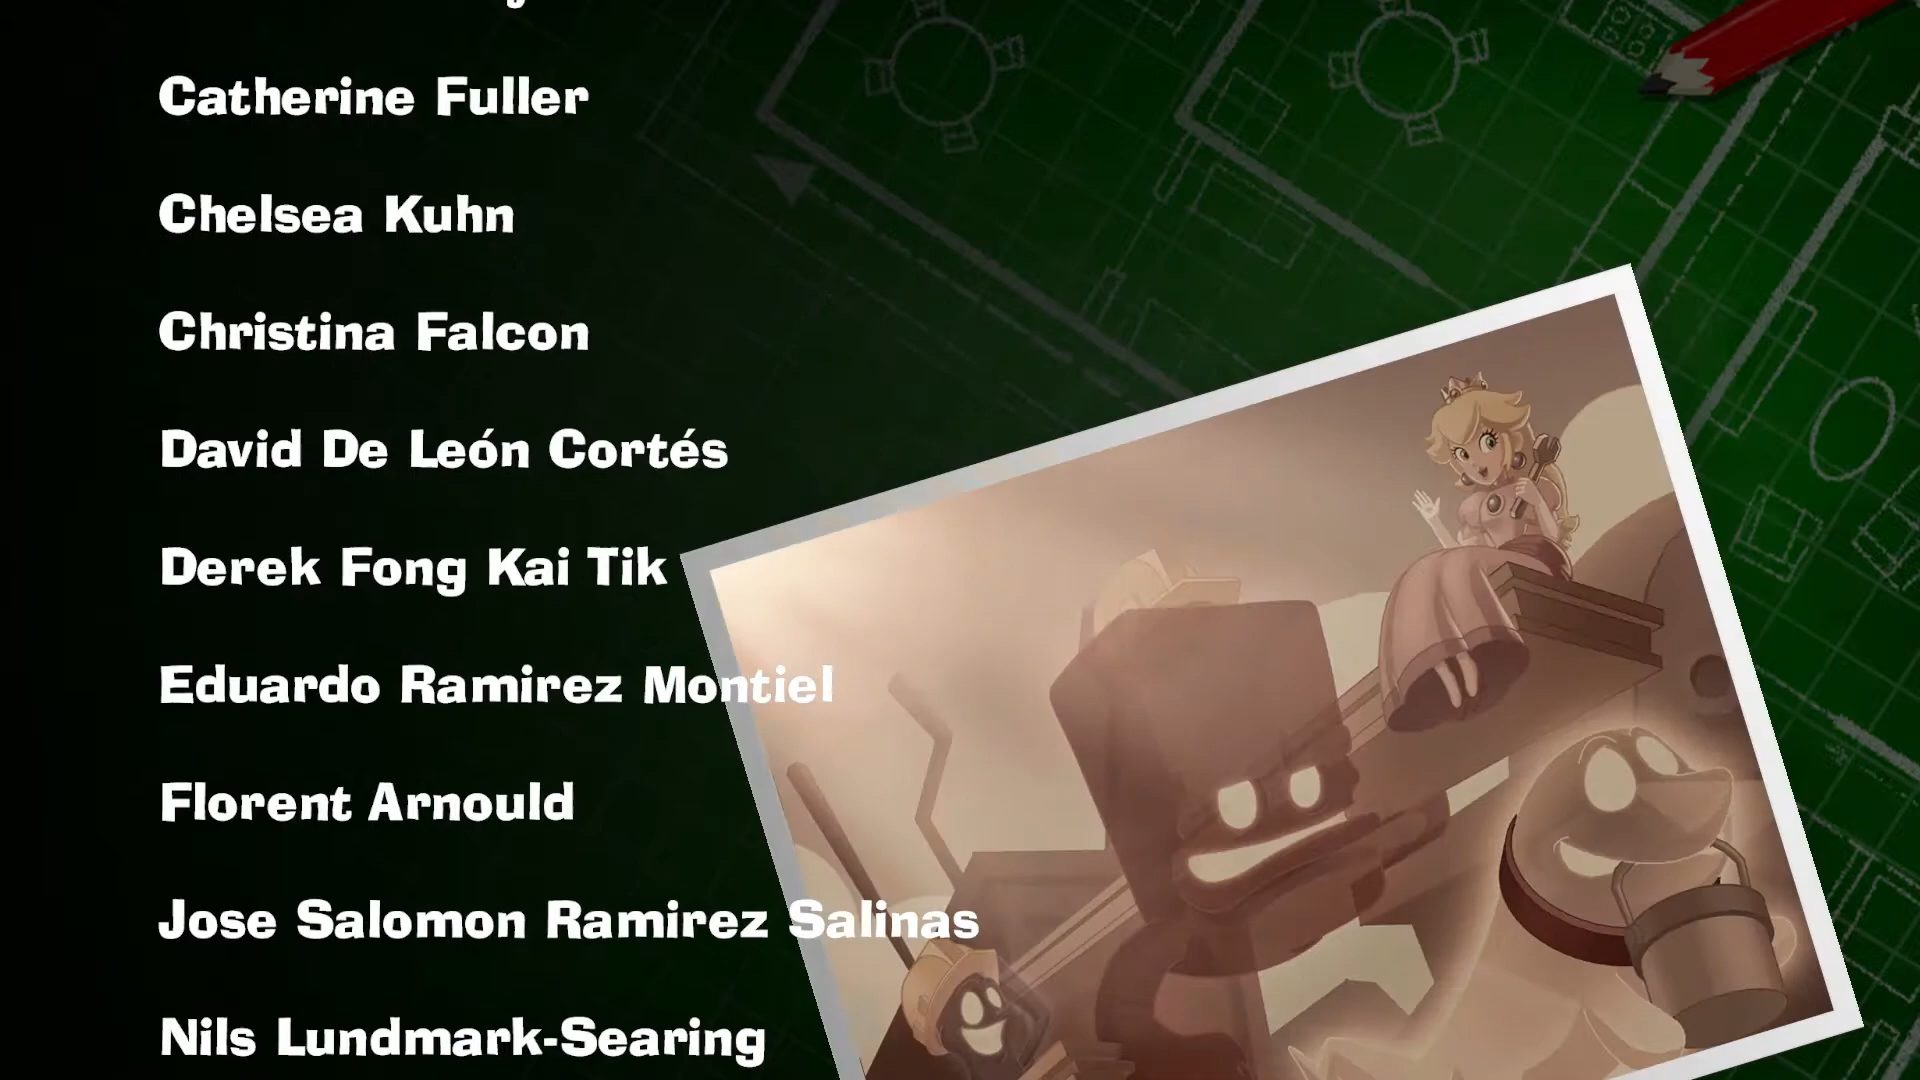 Catherine Fuller
Chelsea Kuhn
Christina Falcon
David De León Cortés
Derek Fong Kai Tik
Eduardo Ramirez Montiel
Florent Arnould
Jose Salomon Ramirez Salinas
Nils Lundmark-Searing